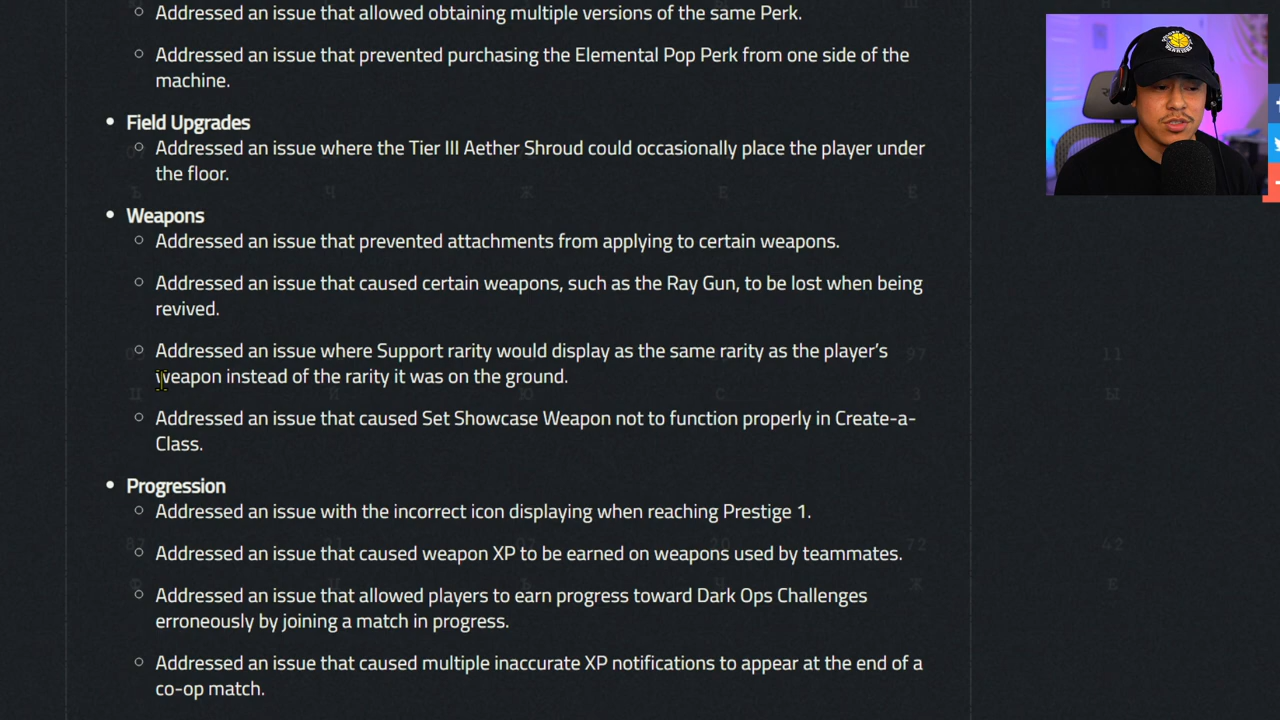 Addressed an issue that allowed obtaining multiple versions of the same Perk.
Addressed an issue that prevented purchasing the Elemental Pop Perk from one side of the
machine.
Field Upgrades
Addressed an issue where the Tier III Aether Shroud could occasionally place the player under
the floor.
Weapons
Addressed an issue that prevented attachments from applying to certain weapons.
Addressed an issue that caused certain weapons, such as the Ray Gun, to be lost when being
revived.
Addressed an issue where Support rarity would display as the same rarity as the player’s
weapon instead of the rarity it was on the ground.
Addressed an issue that caused Set Showcase Weapon not to function properly in Create-a-
Class.
Progression
Addressed an issue with the incorrect icon displaying when reaching Prestige 1.
Addressed an issue that caused weapon XP to be earned on weapons used by teammates.
Addressed an issue that allowed players to earn progress toward Dark Ops Challenges
erroneously by joining a match in progress.
Addressed an issue that caused multiple inaccurate XP notifications to appear at the end of a
co-op match.